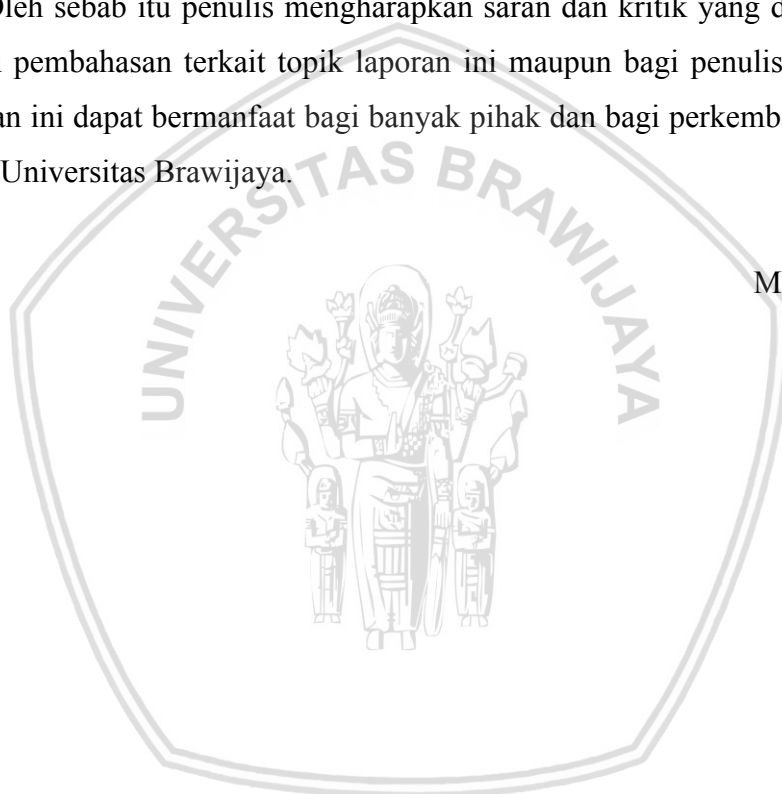 Oleh sebab itu penulis mengharapkan saran dan kritik yang d
pembahasan terkait topik laporan ini maupun bagi penulis
an ini dapat bermanfaat bagi banyak pihak dan bagi perkemb
Universitas Brawijaya.
M
UNIVERSITAS BRAWIJAYA